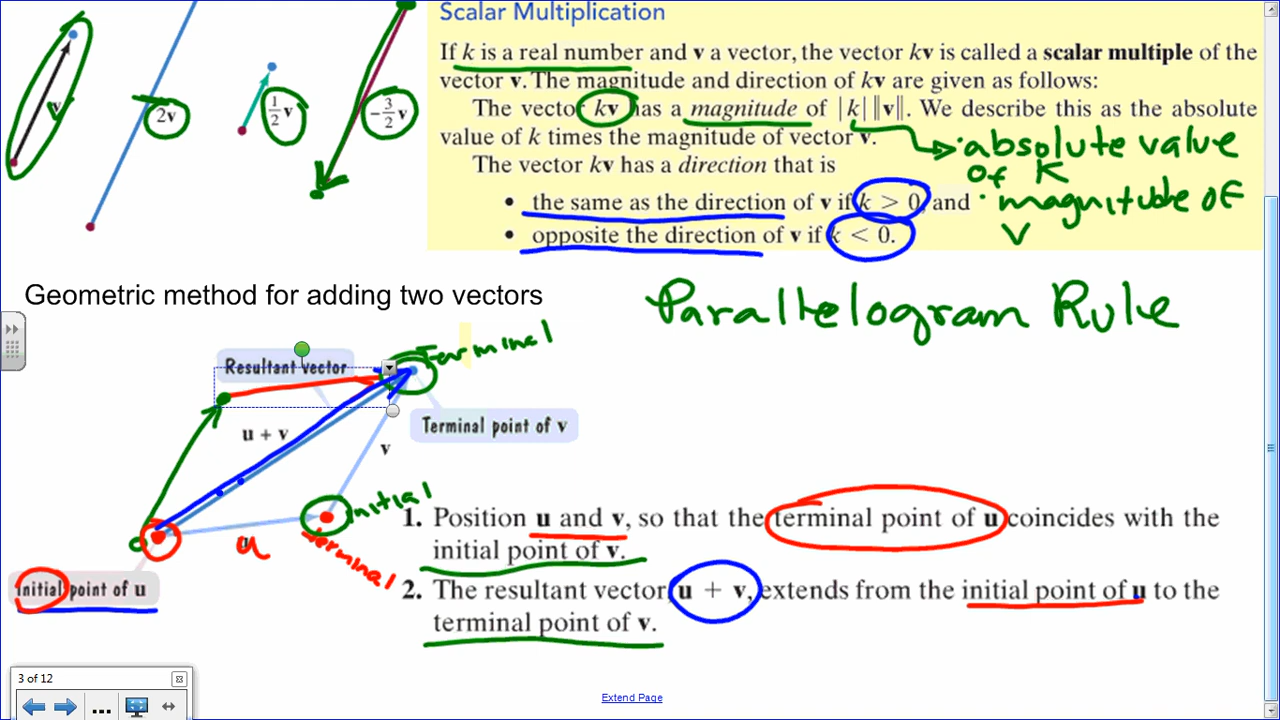 Scalar Multiplication
If k is a real number and v a vector, the vector kv is called a scalar multiple of the
vector v. The magnitude and direction of kv are given as follows:
The vector kv has a magnitude of |k| ||v||. We describe this as the absolute
value of k times the magnitude of vector v.
The vector kv has a direction that is
• the same as the direction of v if k > 0, and
• opposite the direction of v if k < 0.
• absolute value
of K
• magnitude of
V
v
2v
1/2 v
-3/2 v
Geometric method for adding two vectors
Parallelogram Rule
Resultant vector
Terminal
Terminal point of v
u + v
v
Initial
u
Terminal
Initial point of u
1. Position u and v, so that the terminal point of u coincides with the
initial point of v.
2. The resultant vector, u + v, extends from the initial point of u to the
terminal point of v.
3 of 12
...
Extend Page